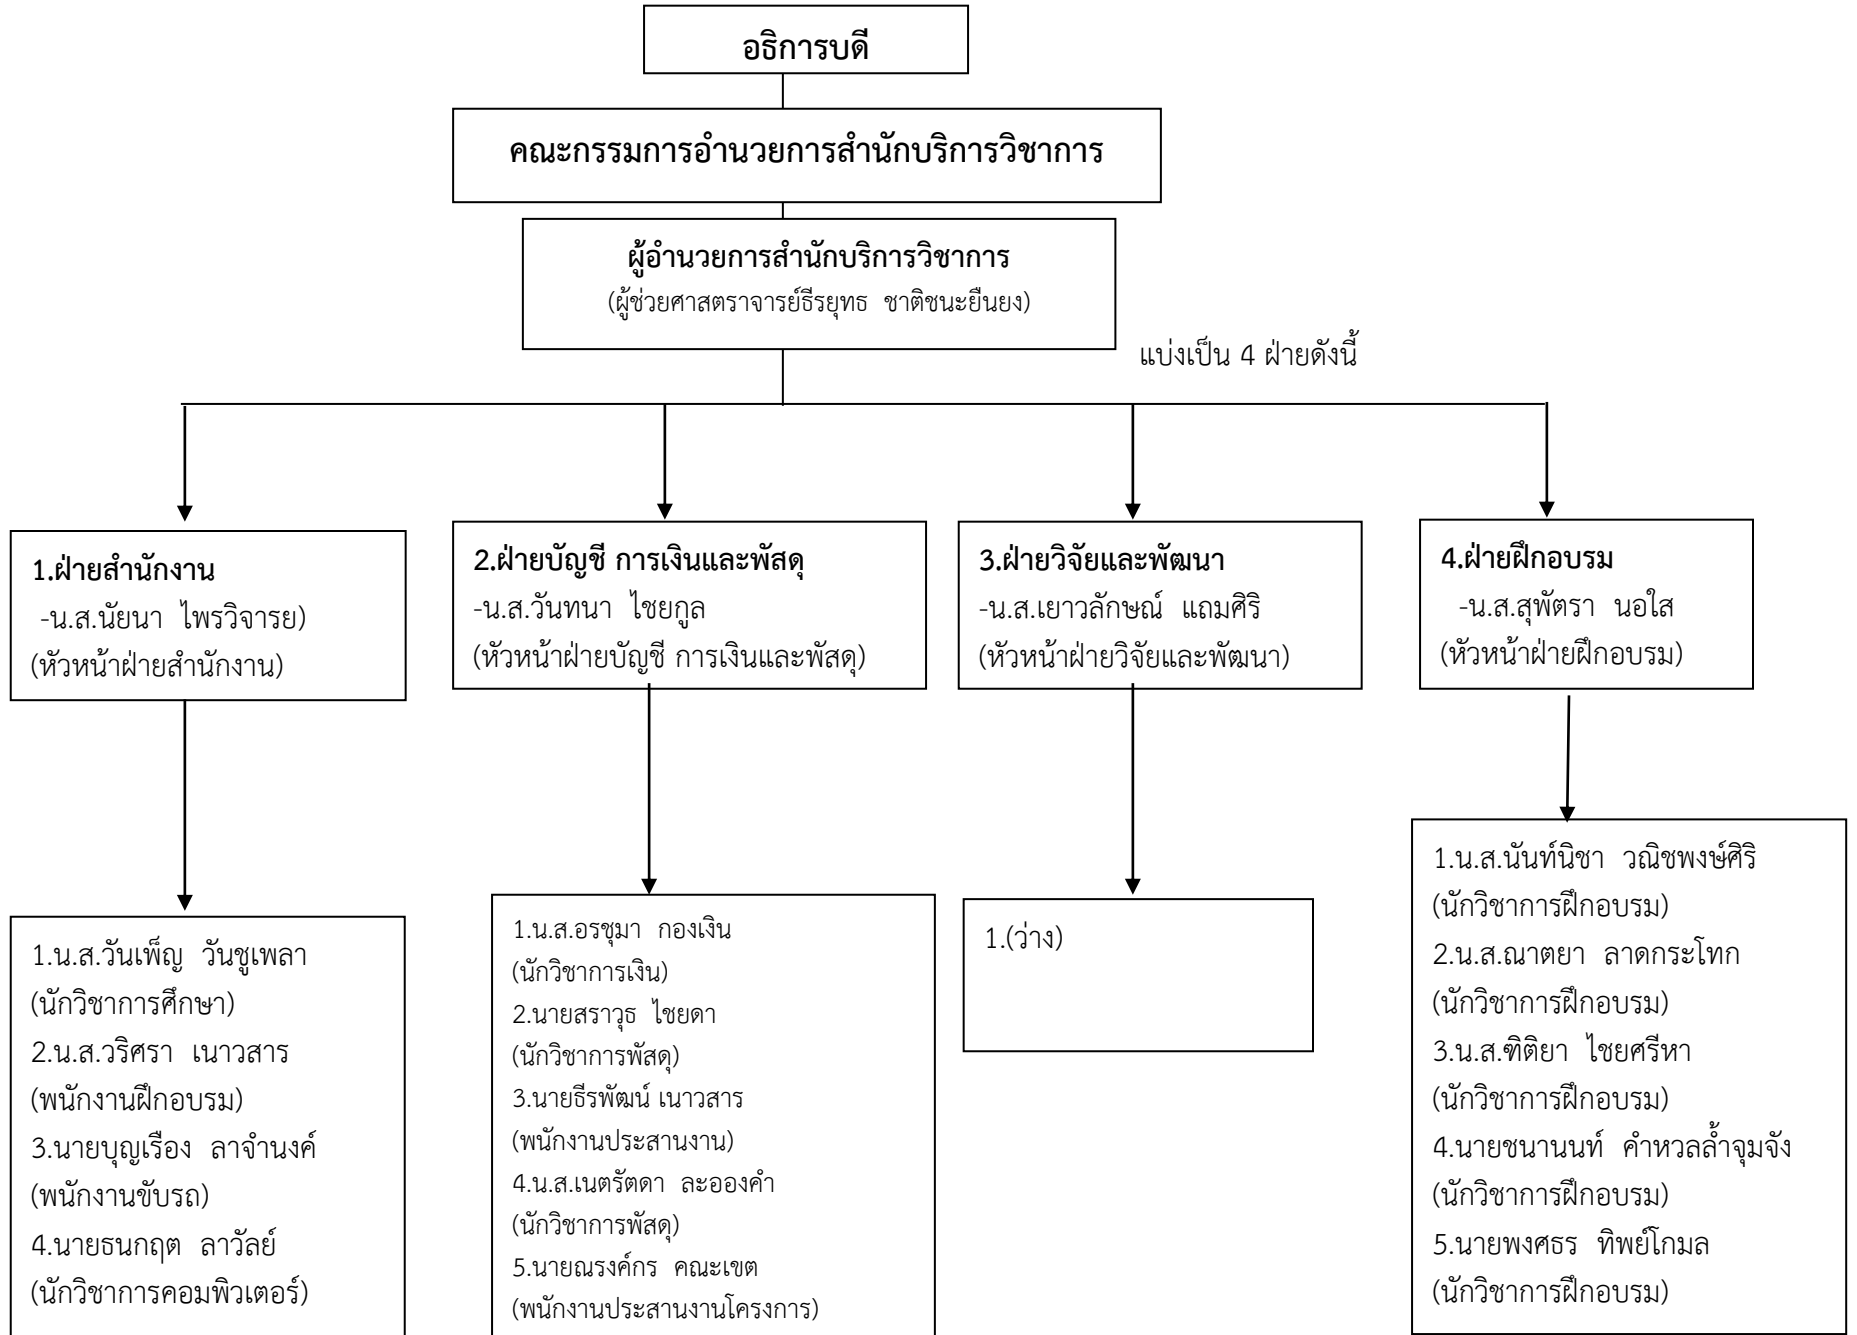 อธิการบดี
คณะกรรมการอำนวยการสำนักบริการวิชาการ
ผู้อำนวยการสำนักบริการวิชาการ
(ผู้ช่วยศาสตราจารย์ธีรยุทธ ชาติชนะยืนยง)
แบ่งเป็น 4 ฝ่ายดังนี้
1.ฝ่ายสำนักงาน
-น.ส.นัยนา ไพรวิจารย)
(หัวหน้าฝ่ายสำนักงาน)
2.ฝ่ายบัญชี การเงินและพัสดุ
-น.ส.วันทนา ไชยกูล
(หัวหน้าฝ่ายบัญชี การเงินและพัสดุ)
3.ฝ่ายวิจัยและพัฒนา
-น.ส.เยาวลักษณ์ แถมศิริ
(หัวหน้าฝ่ายวิจัยและพัฒนา)
4.ฝ่ายฝึกอบรม
-น.ส.สุพัตรา นอใส
(หัวหน้าฝ่ายฝึกอบรม)
1.น.ส.วันเพ็ญ วันชูเพลา
(นักวิชาการศึกษา)
2.น.ส.วริศรา เนาวสาร
(พนักงานฝึกอบรม)
3.นายบุญเรือง ลาจำนงค์
(พนักงานขับรถ)
4.นายธนกฤต ลาวัลย์
(นักวิชาการคอมพิวเตอร์)
1.น.ส.อรชุมา กองเงิน
(นักวิชาการเงิน)
2.นายสราวุธ ไชยดา
(นักวิชาการพัสดุ)
3.นายธีรพัฒน์ เนาวสาร
(พนักงานประสานงาน)
4.น.ส.เนตรัตดา ละอองคำ
(นักวิชาการพัสดุ)
5.นายณรงค์กร คณะเขต
(พนักงานประสานงานโครงการ)
1.(ว่าง)
1.น.ส.นันท์นิชา วณิชพงษ์ศิริ
(นักวิชาการฝึกอบรม)
2.น.ส.ณาตยา ลาดกระโทก
(นักวิชาการฝึกอบรม)
3.น.ส.ฑิติยา ไชยศรีหา
(นักวิชาการฝึกอบรม)
4.นายชนานนท์ คำหวลล้ำจุมจัง
(นักวิชาการฝึกอบรม)
5.นายพงศธร ทิพย์โกมล
(นักวิชาการฝึกอบรม)